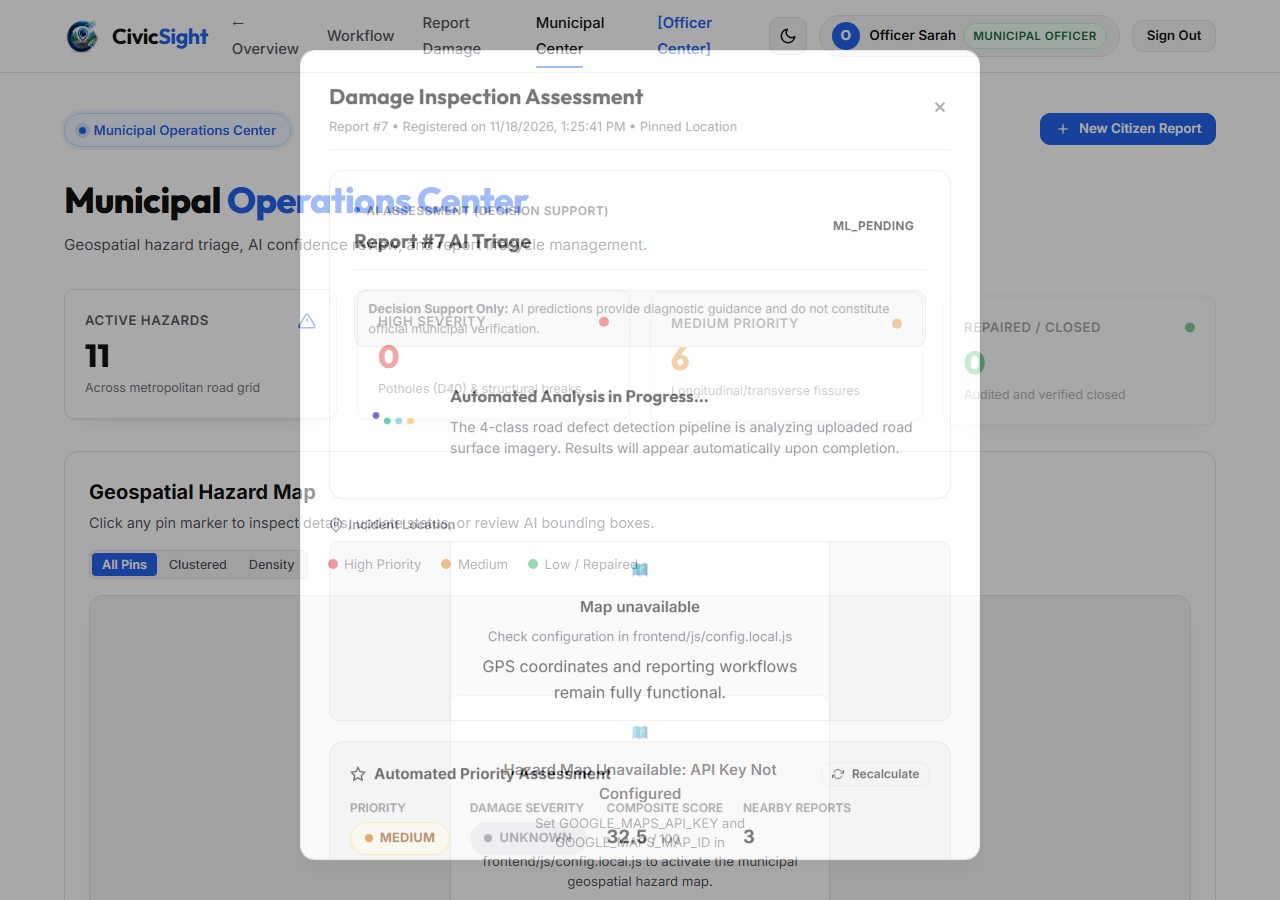 CivicSight
← Overview
Workflow
Report Damage
Municipal Center
[Officer Center]
O
Officer Sarah
MUNICIPAL OFFICER
Sign Out
Municipal Operations Center
+ New Citizen Report
Municipal Operations Center
Geospatial hazard triage, AI confidence review, and report lifecycle management.
ACTIVE HAZARDS
11
Across metropolitan road grid
HIGH SEVERITY
0
Potholes (D40) & structural breaks
MEDIUM PRIORITY
6
Longitudinal/transverse fissures
REPAIRED / CLOSED
0
Audited and verified closed
Geospatial Hazard Map
Click any pin marker to inspect details, update status, or review AI bounding boxes.
All Pins
Clustered
Density
High Priority
Medium
Low / Repaired
Hazard Map Unavailable: API Key Not
Configured
Set GOOGLE_MAPS_API_KEY and
GOOGLE_MAPS_MAP_ID in
frontend/js/config.local.js to activate the municipal
geospatial hazard map.
Damage Inspection Assessment
×
Report #7 • Registered on 11/18/2026, 1:25:41 PM • Pinned Location
AI ASSESSMENT (DECISION SUPPORT)
Report #7 AI Triage
ML_PENDING
Decision Support Only: AI predictions provide diagnostic guidance and do not constitute
official municipal verification.
Automated Analysis in Progress...
The 4-class road defect detection pipeline is analyzing uploaded road
surface imagery. Results will appear automatically upon completion.
Incident Location
Map unavailable
Check configuration in frontend/js/config.local.js
GPS coordinates and reporting workflows
remain fully functional.
Automated Priority Assessment
Recalculate
PRIORITY
MEDIUM
DAMAGE SEVERITY
UNKNOWN
COMPOSITE SCORE
32.5 / 100
NEARBY REPORTS
3